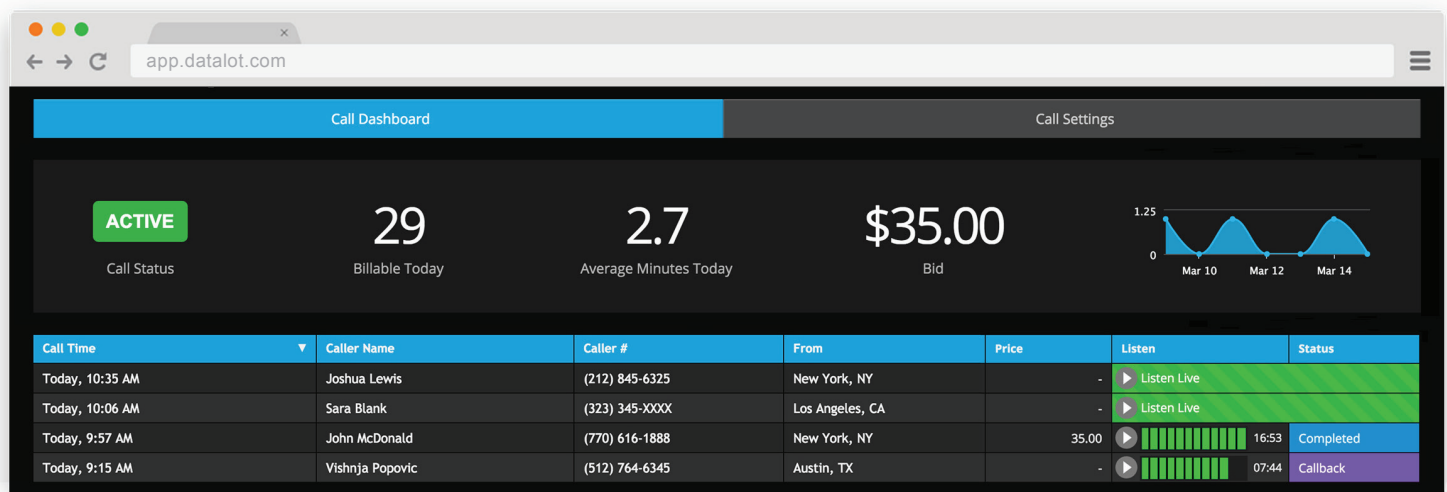 app.datalot.com
Call Dashboard Call Settings
ACTIVE 29 2.7 $35.00
Call Status Billable Today Average Minutes Today Bid
1.25
0
Mar 10 Mar 12 Mar 14
Call Time Caller Name Caller # From Price Listen Status
Today, 10:35 AM Joshua Lewis (212) 845-6325 New York, NY - Listen Live
Today, 10:06 AM Sara Blank (323) 345-XXXX Los Angeles, CA - Listen Live
Today, 9:57 AM John McDonald (770) 616-1888 New York, NY 35.00 16:53 Completed
Today, 9:15 AM Vishnja Popovic (512) 764-6345 Austin, TX - 07:44 Callback